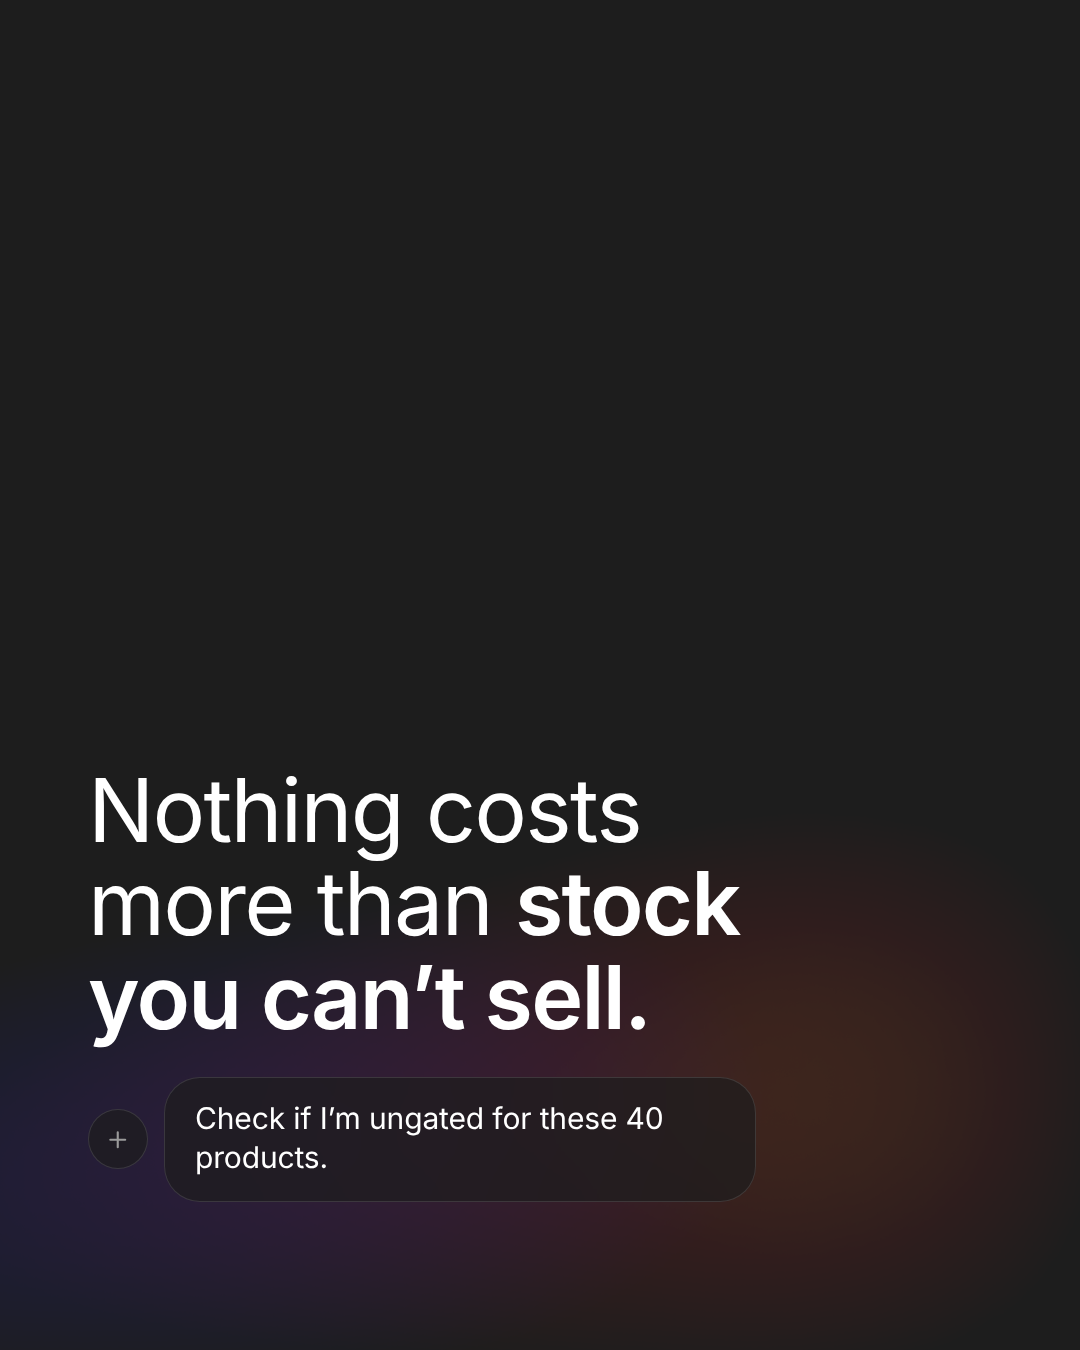 Nothing costs
more than stock
you can’t sell.
Check if I’m ungated for these 40
products.